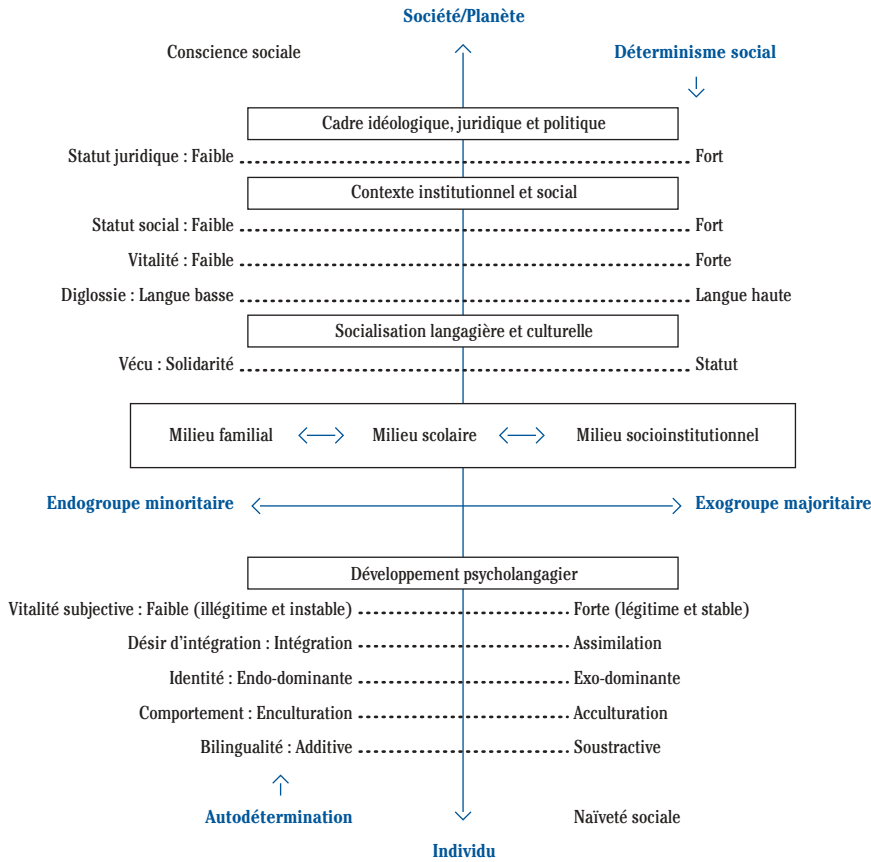 Société/Planète
Conscience sociale
Déterminisme social
Cadre idéologique, juridique et politique
Statut juridique : Faible Fort
Contexte institutionnel et social
Statut social : Faible Fort
Vitalité : Faible Forte
Diglossie : Langue basse Langue haute
Socialisation langagière et culturelle
Vécu : Solidarité Statut
Milieu familial Milieu scolaire Milieu socioinstitutionnel
Endogroupe minoritaire Exogroupe majoritaire
Développement psycholangagier
Vitalité subjective : Faible (illégitime et instable) Forte (légitime et stable)
Désir d’intégration : Intégration Assimilation
Identité : Endo-dominante Exo-dominante
Comportement : Enculturation Acculturation
Bilingualité : Additive Soustractive
Autodétermination Naïveté sociale
Individu